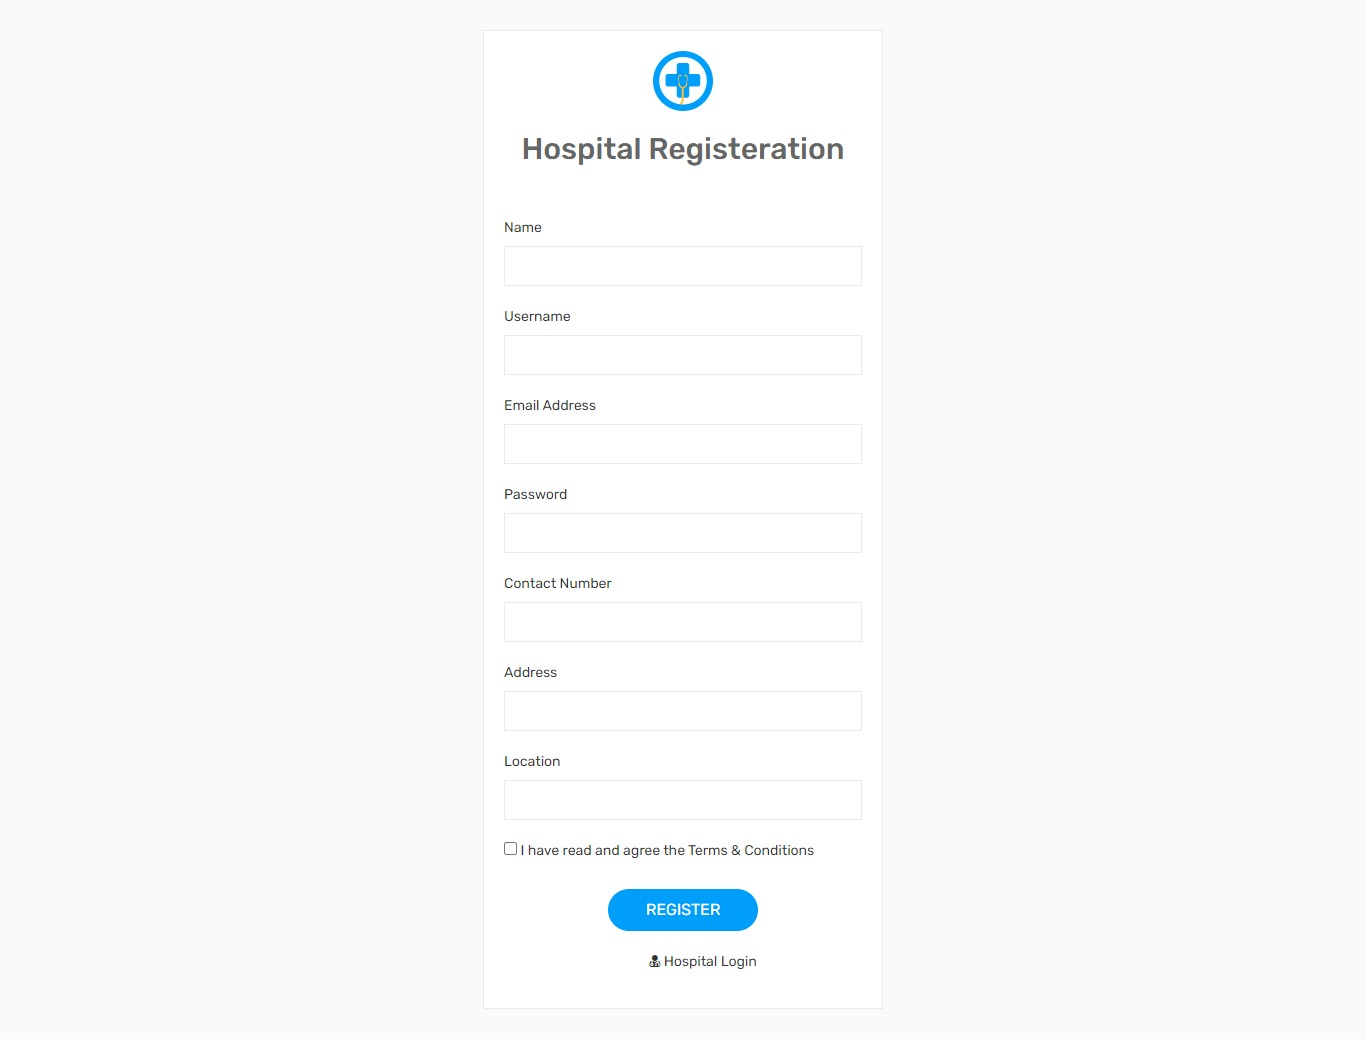 Hospital Registeration
Name
Username
Email Address
Password
Contact Number
Address
Location
I have read and agree the Terms & Conditions
REGISTER
Hospital Login